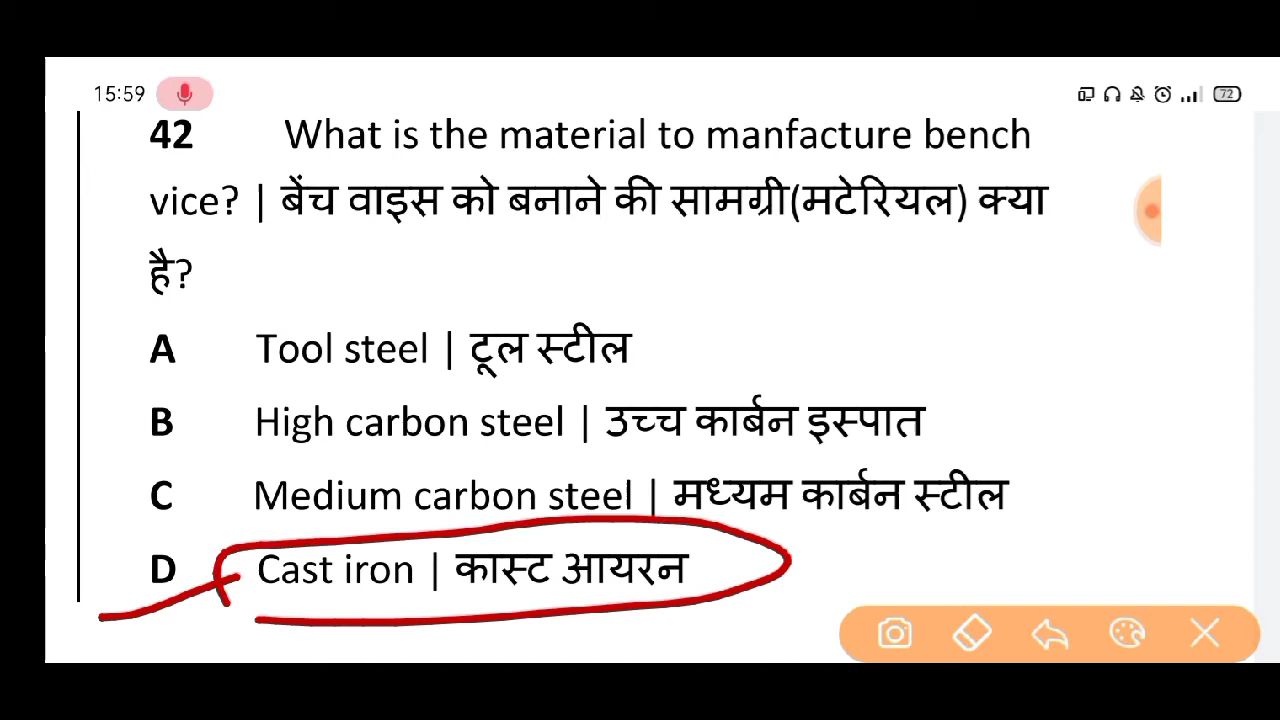 15:59 72
42 What is the material to manfacture bench
vice? | बेंच वाइस को बनाने की सामग्री(मटेरियल) क्या
है?
A Tool steel | टूल स्टील
B High carbon steel | उच्च कार्बन इस्पात
C Medium carbon steel | मध्यम कार्बन स्टील
D Cast iron | कास्ट आयरन